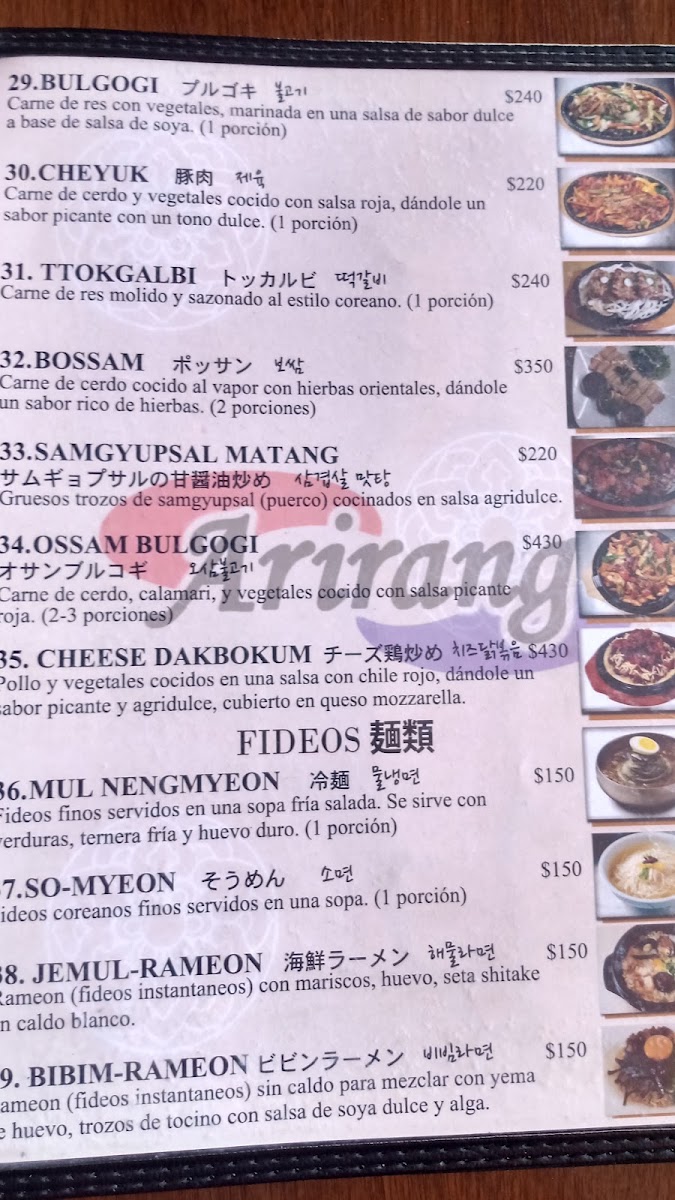 29.BULGOGI プルゴキ 불고기 $240
Carne de res con vegetales, marinada en una salsa de sabor dulce
a base de salsa de soya. (1 porción)
30.CHEYUK 豚肉 제육 $220
Carne de cerdo y vegetales cocido con salsa roja, dándole un
sabor picante con un tono dulce. (1 porción)
31. TTOKGALBI トッカルビ 떡갈비 $240
Carne de res molido y sazonado al estilo coreano. (1 porción)
32.BOSSAM ポッサン 보쌈 $350
Carne de cerdo cocido al vapor con hierbas orientales, dándole
un sabor rico de hierbas. (2 porciones)
33.SAMGYUPSAL MATANG $220
サムギョプサルの甘醤油炒め 삼겹살 맛탕
Gruesos trozos de samgyupsal (puerco) cocinados en salsa agridulce.
Arirang
34.OSSAM BULGOGI $430
オサンブルコギ 오삼불고기
Carne de cerdo, calamari, y vegetales cocido con salsa picante
roja. (2-3 porciones)
35. CHEESE DAKBOKUM チーズ鶏炒め 치즈닭볶음 $430
Pollo y vegetales cocidos en una salsa con chile rojo, dándole un
sabor picante y agridulce, cubierto en queso mozzarella.
FIDEOS 麺類
36.MUL NENGMYEON 冷麺 물냉면 $150
Fideos finos servidos en una sopa fría salada. Se sirve con
verduras, ternera fría y huevo duro. (1 porción)
7.SO-MYEON そうめん 소면 $150
ideos coreanos finos servidos en una sopa. (1 porción)
38. JEMUL-RAMEON 海鮮ラーメン 해물라면 $150
Rameon (fideos instantaneos) con mariscos, huevo, seta shitake
n caldo blanco.
9. BIBIM-RAMEON ビビンラーメン 비빔라면 $150
ameon (fideos instantaneos) sin caldo para mezclar con yema
e huevo, trozos de tocino con salsa de soya dulce y alga.